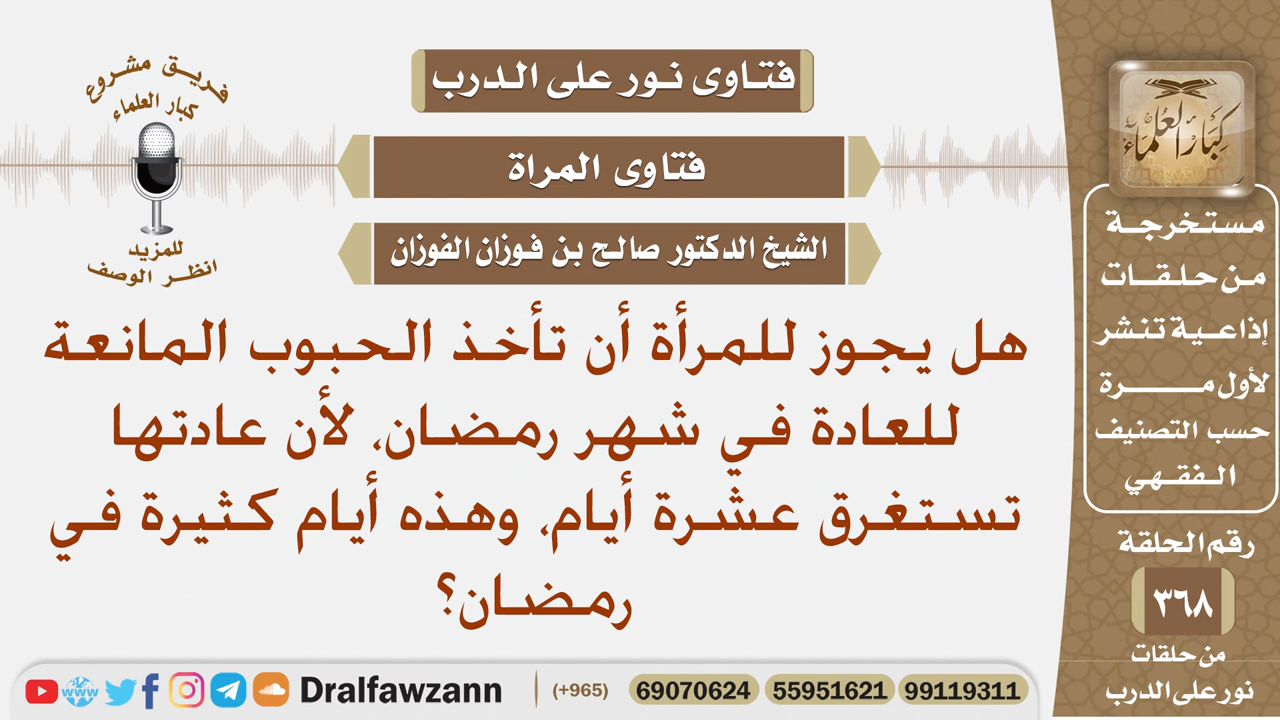 فتاوى نور على الدرب
فتاوى المراة
الشيخ الدكتور صالح بن فوزان الفوزان
هل يجوز للمرأة أن تأخذ الحبوب المانعة
للعادة في شهر رمضان، لأن عادتها
تستغرق عشرة أيام، وهذه أيام كثيرة في
رمضان؟
فريق مشروع
كبار العلماء
للمزيد
انظر الوصف
كبار العلماء
مستخرجة
من حلقات
إذاعية تنشر
لأول مرة
حسب التصنيف
الفقهي
رقم الحلقة
٣٦٨
من حلقات
نور على الدرب
www Dralfawzann (+965) 69070624 55951621 99119311